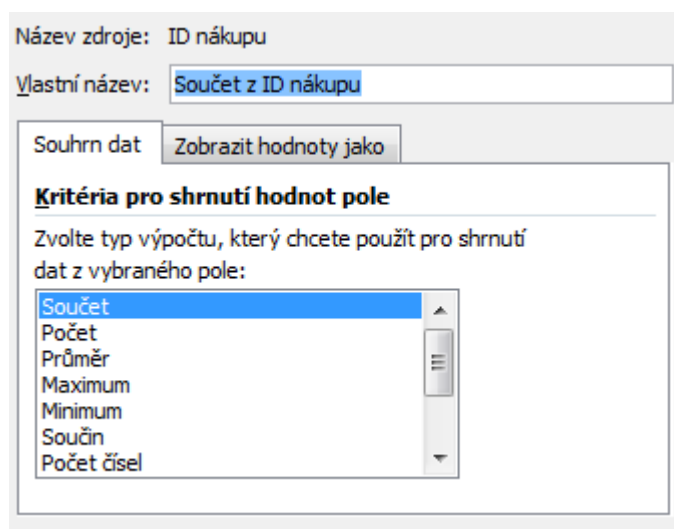 Název zdroje: ID nákupu
Vlastní název: Součet z ID nákupu
Souhrn dat Zobrazit hodnoty jako
Kritéria pro shrnutí hodnot pole
Zvolte typ výpočtu, který chcete použít pro shrnutí
dat z vybraného pole:
Součet
Počet
Průměr
Maximum
Minimum
Součin
Počet čísel